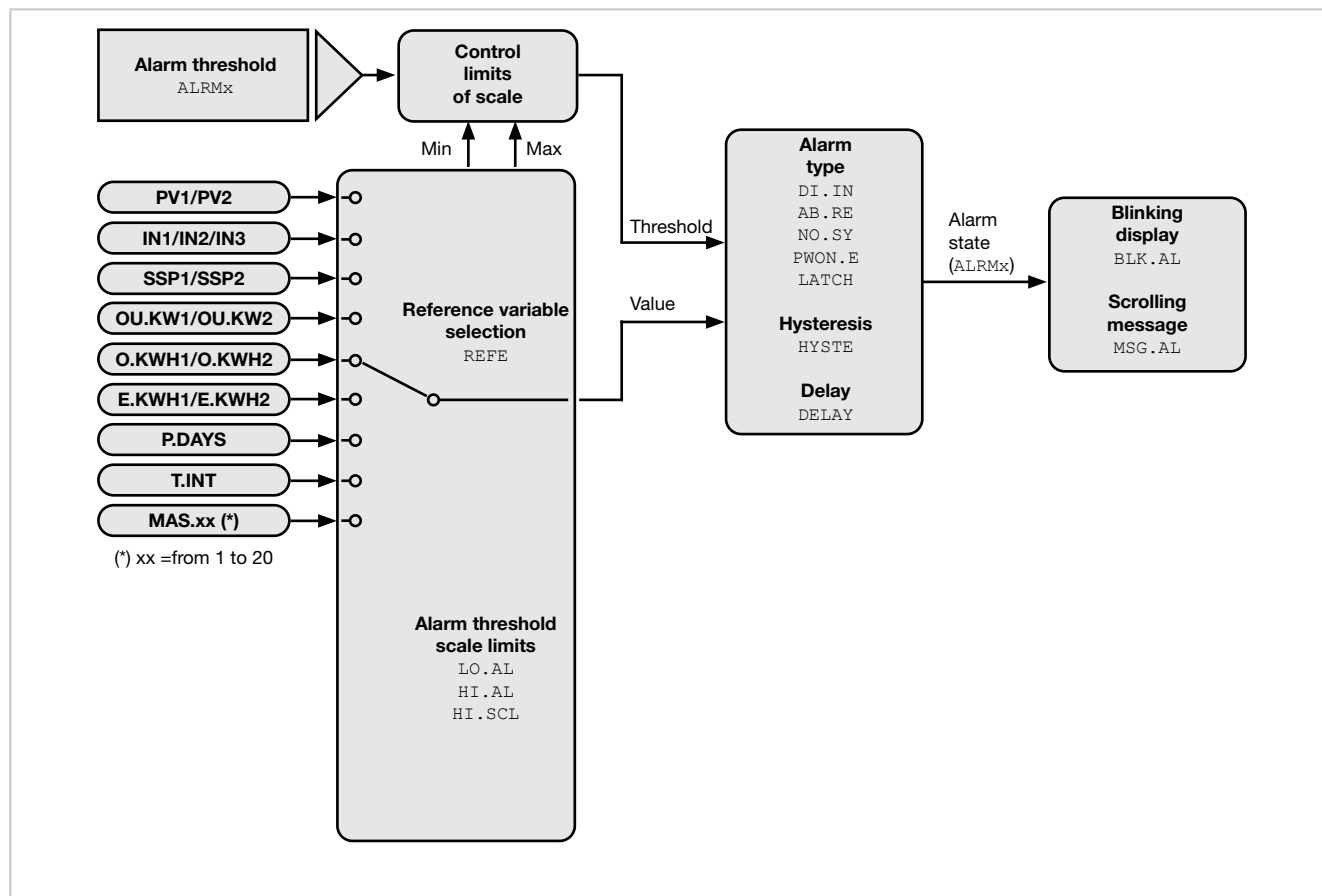 Alarm threshold
ALRMx
Control
limits
of scale
Min
Max
PV1/PV2
IN1/IN2/IN3
SSP1/SSP2
OU.KW1/OU.KW2
O.KWH1/O.KWH2
E.KWH1/E.KWH2
P.DAYS
T.INT
MAS.xx (*)
(*) xx =from 1 to 20
Reference variable
selection
REFE
Alarm threshold
scale limits
LO.AL
HI.AL
HI.SCL
Threshold
Value
Alarm
type
DI.IN
AB.RE
NO.SY
PWON.E
LATCH
Hysteresis
HYSTE
Delay
DELAY
Alarm
state
(ALRMx)
Blinking
display
BLK.AL
Scrolling
message
MSG.AL